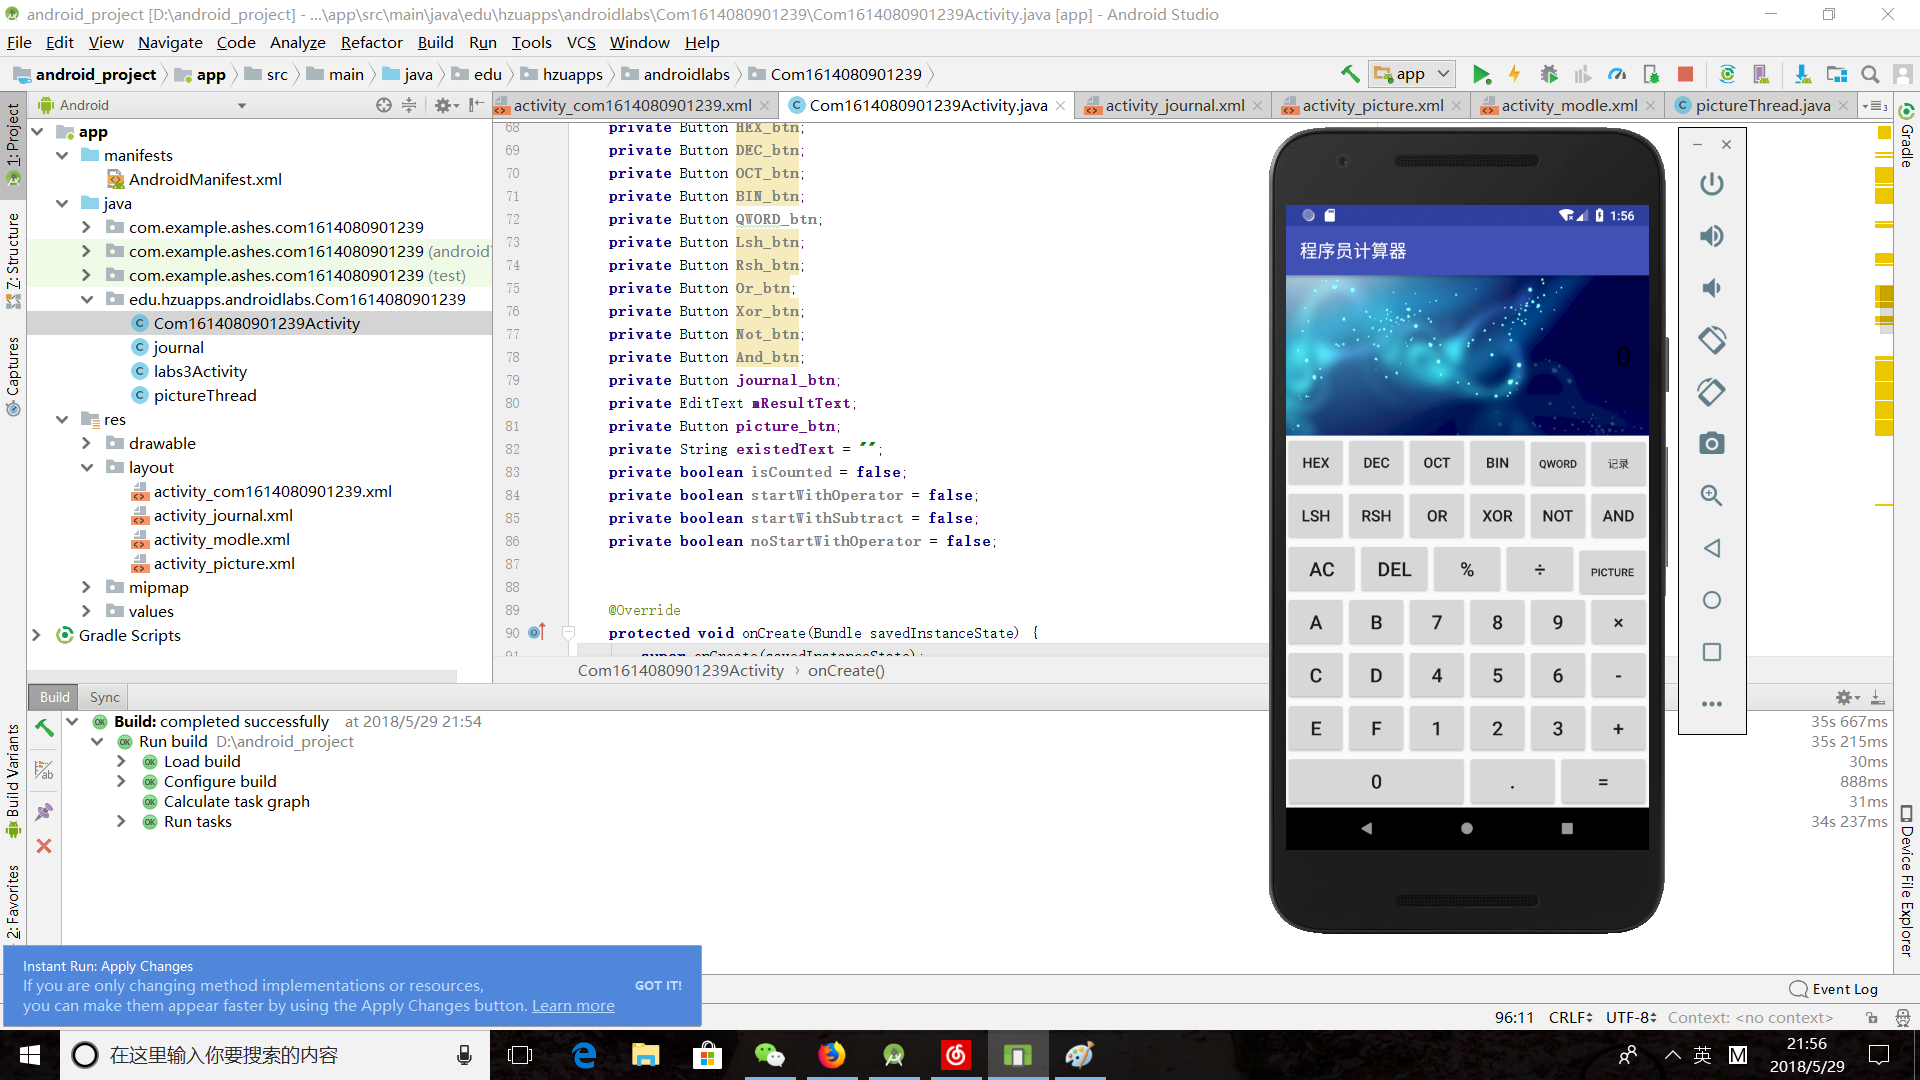 android_project [D:\android_project] - ...\app\src\main\java\edu\hzuapps\androidlabs\Com1614080901239\Com1614080901239Activity.java [app] - Android Studio
File Edit View Navigate Code Analyze Refactor Build Run Tools VCS Window Help
android_project app src main java edu hzuapps androidlabs Com1614080901239
app
Android
activity_com1614080901239.xml Com1614080901239Activity.java activity_journal.xml activity_picture.xml activity_modle.xml pictureThread.java
1: Project
7: Structure
Captures
Build Variants
2: Favorites
app
manifests
AndroidManifest.xml
java
com.example.ashes.com1614080901239
com.example.ashes.com1614080901239 (android
com.example.ashes.com1614080901239 (test)
edu.hzuapps.androidlabs.Com1614080901239
Com1614080901239Activity
journal
labs3Activity
pictureThread
res
drawable
layout
activity_com1614080901239.xml
activity_journal.xml
activity_modle.xml
activity_picture.xml
mipmap
values
Gradle Scripts
68 private Button HEX_btn;
69 private Button DEC_btn;
70 private Button OCT_btn;
71 private Button BIN_btn;
72 private Button QWORD_btn;
73 private Button Lsh_btn;
74 private Button Rsh_btn;
75 private Button Or_btn;
76 private Button Xor_btn;
77 private Button Not_btn;
78 private Button And_btn;
79 private Button journal_btn;
80 private EditText mResultText;
81 private Button picture_btn;
82 private String existedText = "";
83 private boolean isCounted = false;
84 private boolean startWithOperator = false;
85 private boolean startWithSubtract = false;
86 private boolean noStartWithOperator = false;
87
88
89 @Override
90 protected void onCreate(Bundle savedInstanceState) {
91 super.onCreate(savedInstanceState);
Com1614080901239Activity onCreate()
1:56
程序员计算器
0
HEX DEC OCT BIN QWORD 记录
LSH RSH OR XOR NOT AND
AC DEL % ÷ PICTURE
A B 7 8 9 ×
C D 4 5 6 -
E F 1 2 3 +
0 . =
Gradle
Device File Explorer
Build Sync
Build: completed successfully at 2018/5/29 21:54 35s 667ms
Run build D:\android_project 35s 215ms
Load build 30ms
Configure build 888ms
Calculate task graph 31ms
Run tasks 34s 237ms
Instant Run: Apply Changes
If you are only changing method implementations or resources,
you can make them appear faster by using the Apply Changes button. Learn more
GOT IT!
Event Log
96:11 CRLF UTF-8 Context: <no context>
在这里输入你要搜索的内容
英 M
21:56
2018/5/29